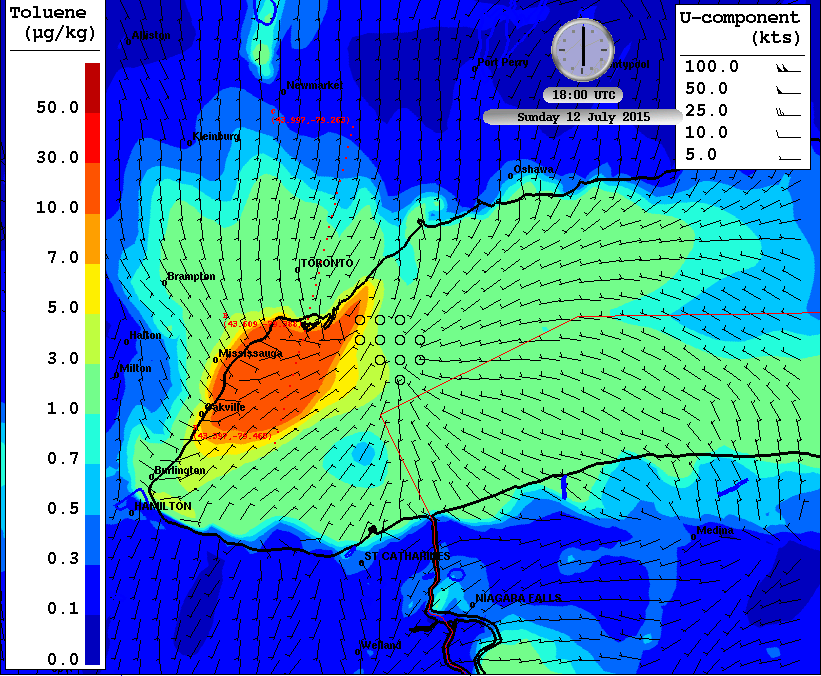 Toluene
(µg/kg)
50.0
30.0
10.0
7.0
5.0
3.0
1.0
0.7
0.5
0.3
0.1
0.0
U-component
(kts)
100.0
50.0
25.0
10.0
5.0
18:00 UTC
Sunday 12 July 2015
Alliston
Port Perry
Newmarket
Kleinburg
Oshawa
TORONTO
Brampton
Halton
Mississauga
Milton
Oakville
Burlington
HAMILTON
Medina
ST CATHARINES
NIAGARA FALLS
Welland